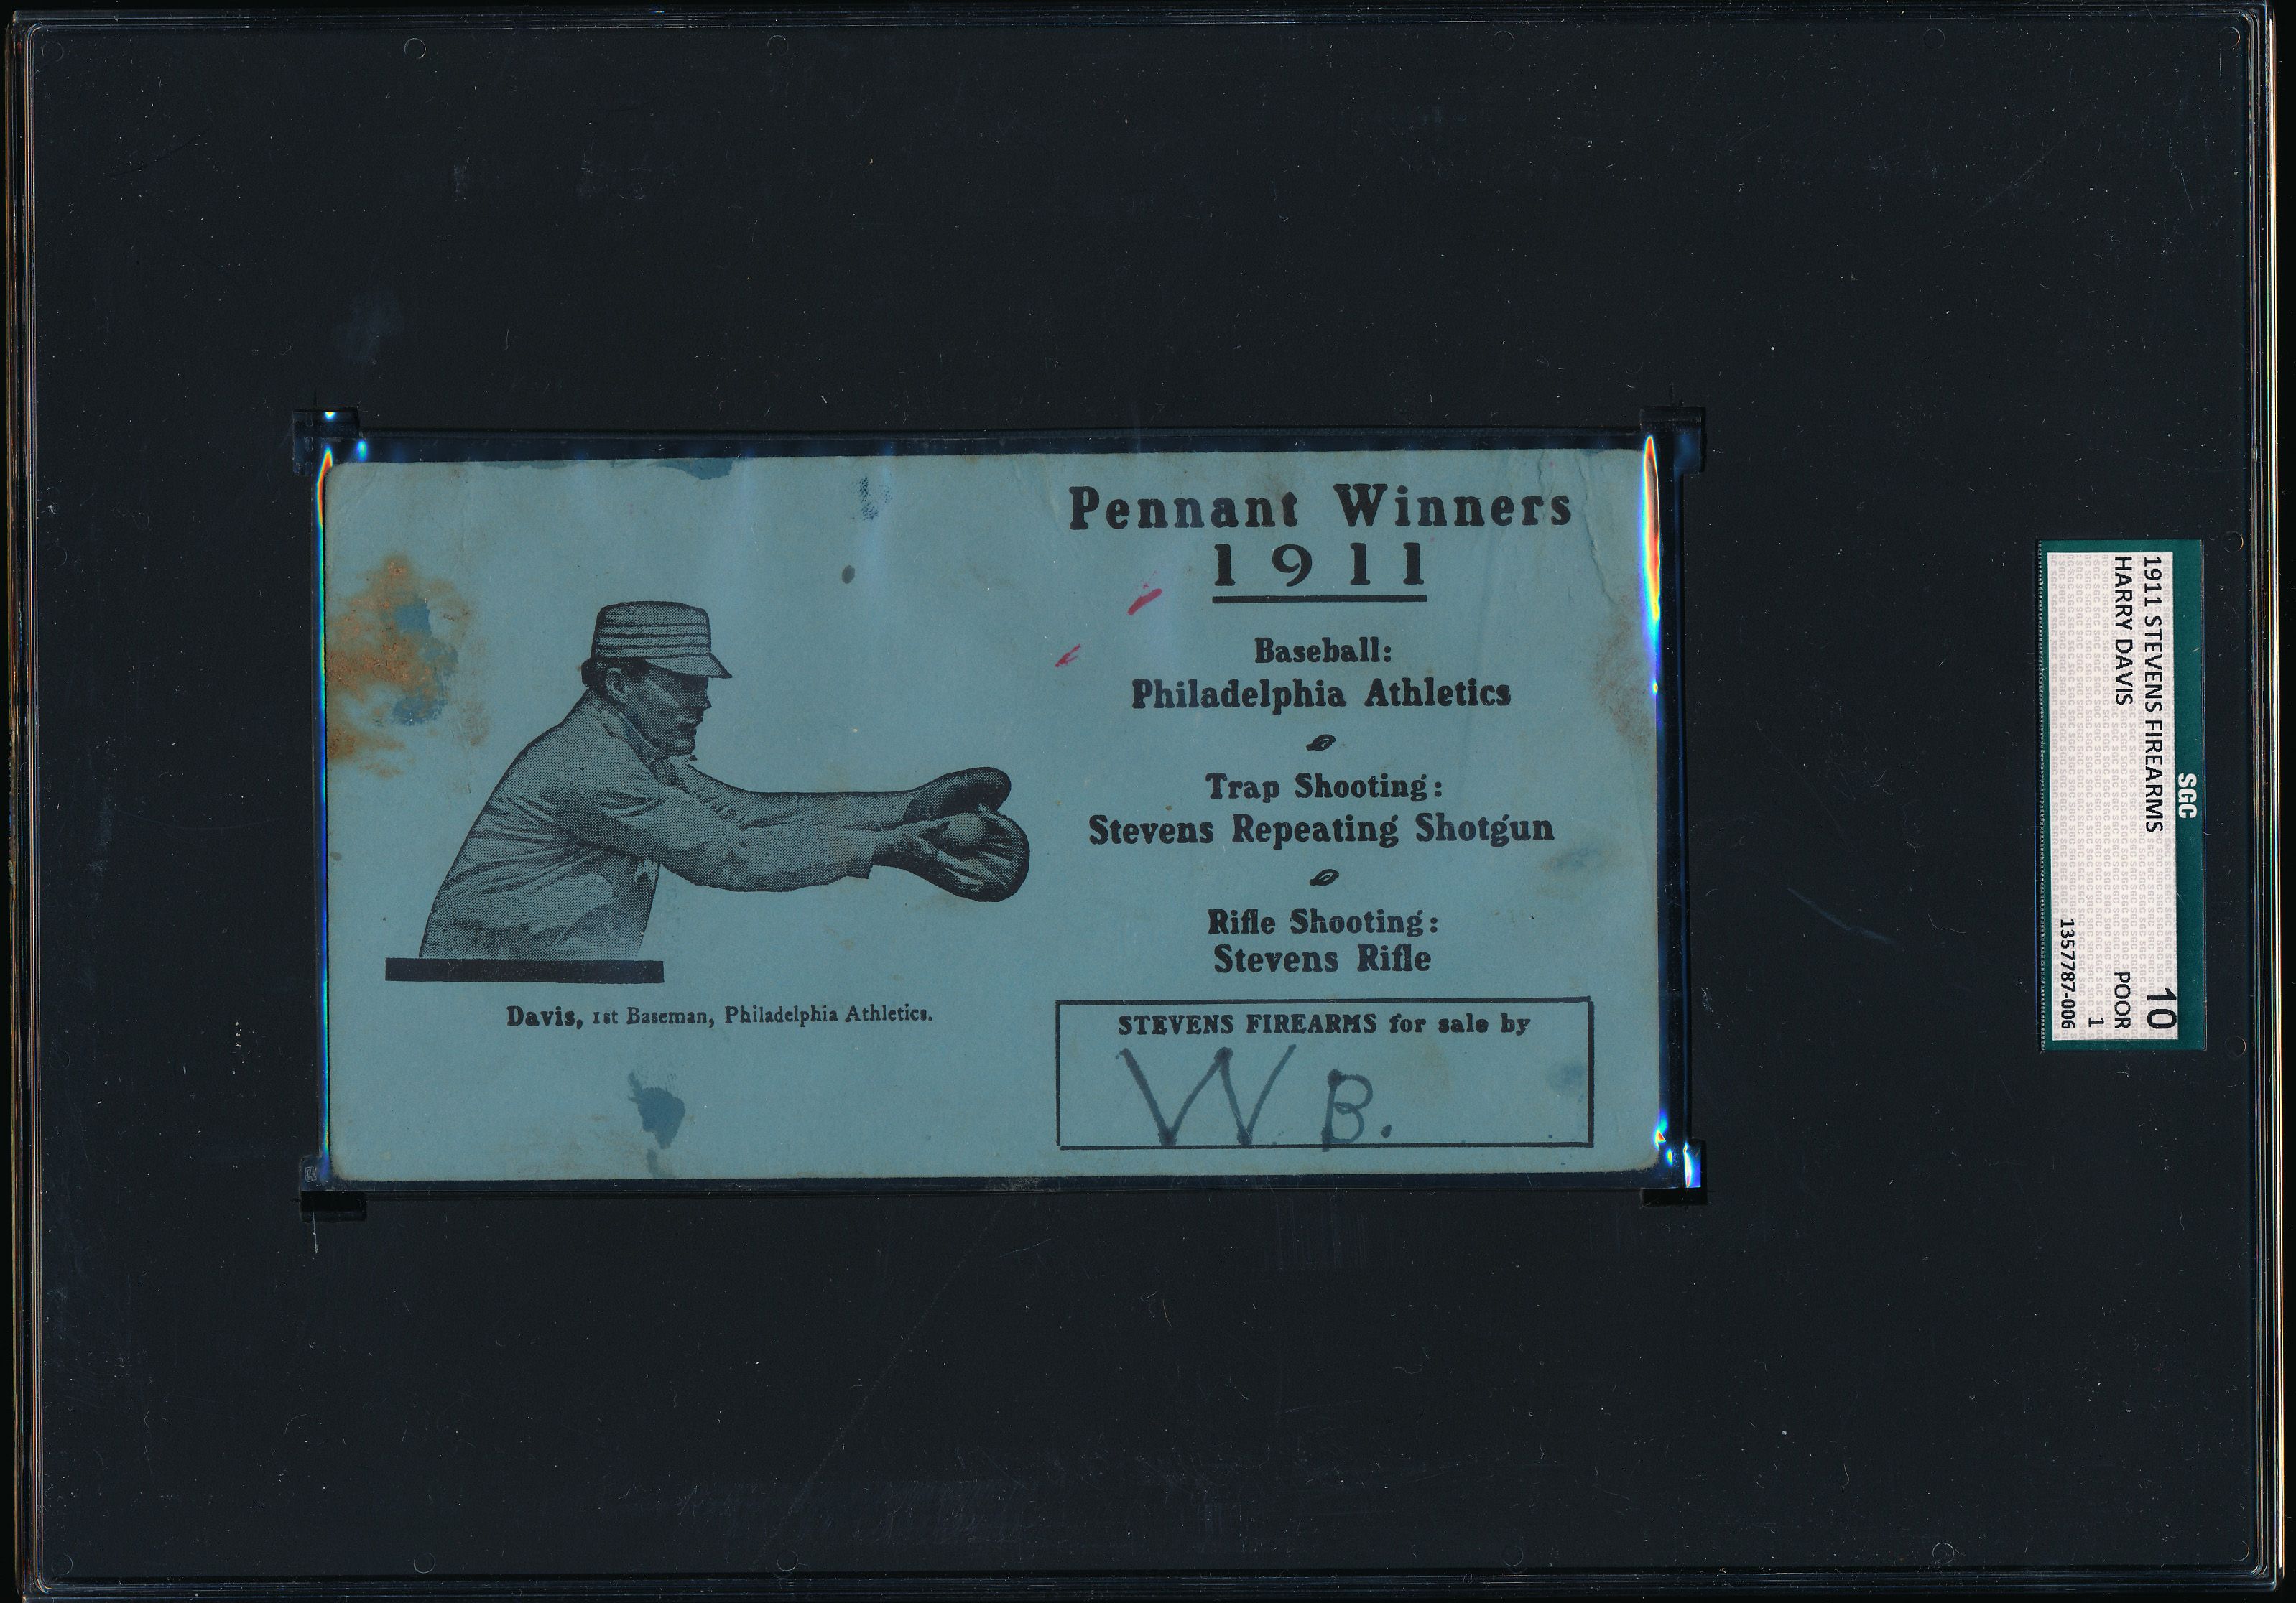 Pennant Winners
1911
Baseball:
Philadelphia Athletics
Trap Shooting:
Stevens Repeating Shotgun
Rifle Shooting:
Stevens Rifle
Davis, 1st Baseman, Philadelphia Athletics.
STEVENS FIREARMS for sale by
W. B.
SGC
1911 STEVENS FIREARMS
HARRY DAVIS
10
POOR
1
1357787-006